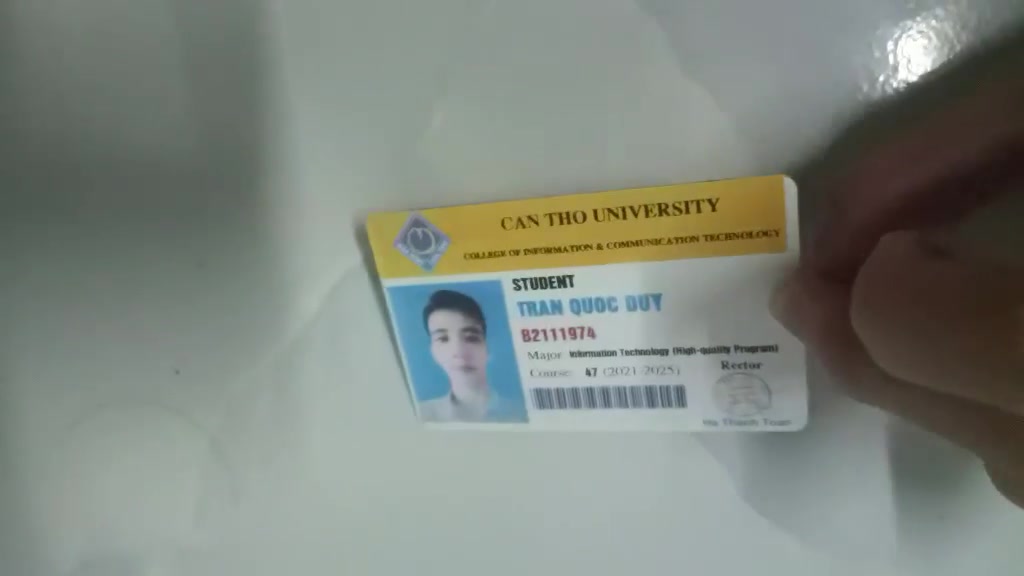 CAN THO UNIVERSITY
COLLEGE OF INFORMATION & COMMUNICATION TECHNOLOGY
STUDENT
TRAN QUOC DUY
B2111974
Major Information Technology (High-quality Program)
Course: 47 (2021-2025)
Rector
Ha Thanh Toan